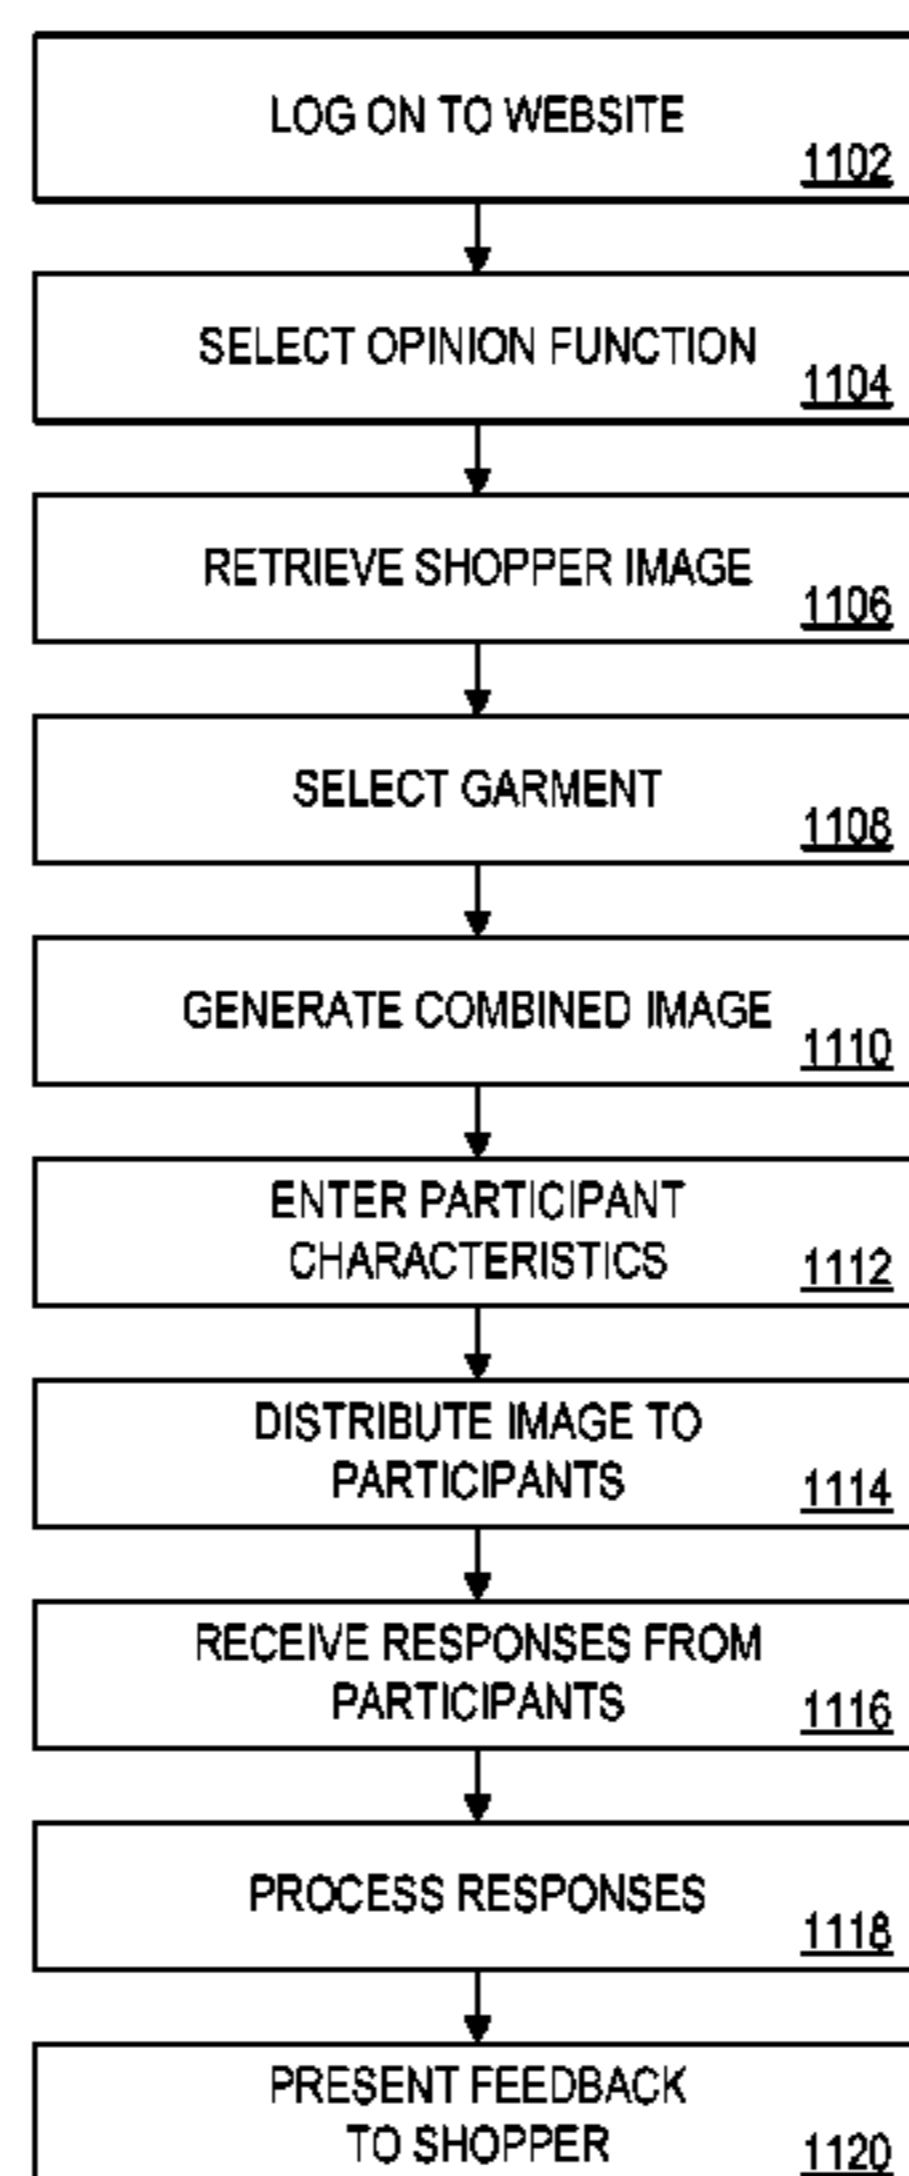 LOG ON TO WEBSITE
1102
SELECT OPINION FUNCTION
1104
RETRIEVE SHOPPER IMAGE
1106
SELECT GARMENT
1108
GENERATE COMBINED IMAGE
1110
ENTER PARTICIPANT
CHARACTERISTICS
1112
DISTRIBUTE IMAGE TO
PARTICIPANTS
1114
RECEIVE RESPONSES FROM
PARTICIPANTS
1116
PROCESS RESPONSES
1118
PRESENT FEEDBACK
TO SHOPPER
1120